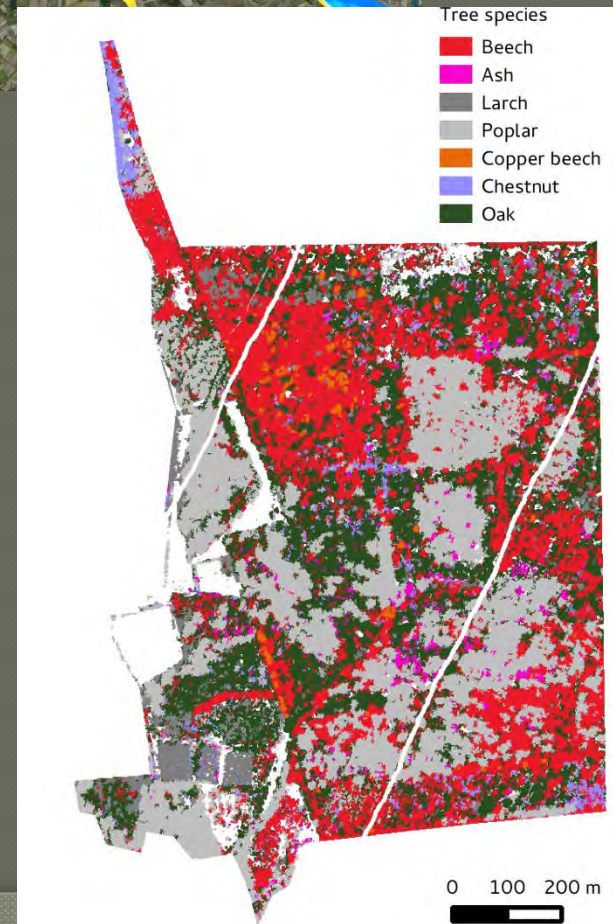 Tree species
Beech
Ash
Larch
Poplar
Copper beech
Chestnut
Oak
0 100 200 m